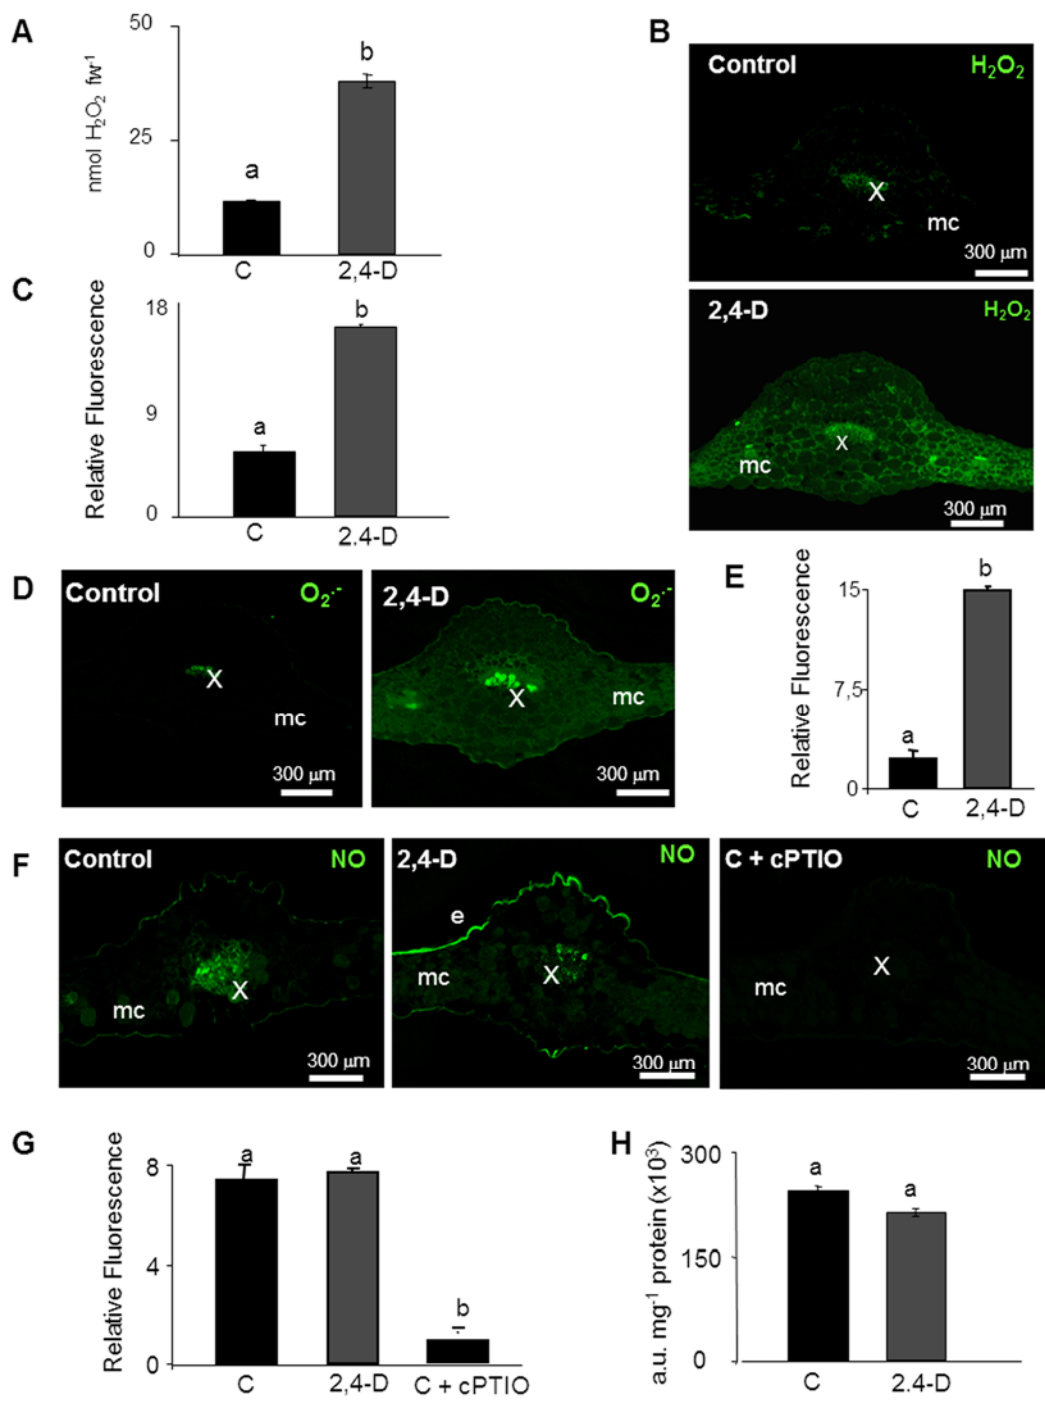 A
50
25
0
nmol H₂O₂ fw⁻¹
a
b
C
2,4-D
B
Control
H₂O₂
X
mc
300 µm
2,4-D
H₂O₂
x
mc
300 µm
C
18
9
0
Relative Fluorescence
a
b
C
2.4-D
D
Control
O₂·⁻
X
mc
300 µm
2,4-D
O₂·⁻
X
mc
300 µm
E
15
7,5
0
Relative Fluorescence
a
b
C
2,4-D
F
Control
NO
X
mc
300 µm
2,4-D
NO
e
mc
X
300 µm
C + cPTIO
NO
X
mc
300 µm
G
8
4
0
Relative Fluorescence
a
a
b
C
2,4-D
C + cPTIO
H
300
150
0
a.u. mg⁻¹ protein (x10³)
a
a
C
2.4-D